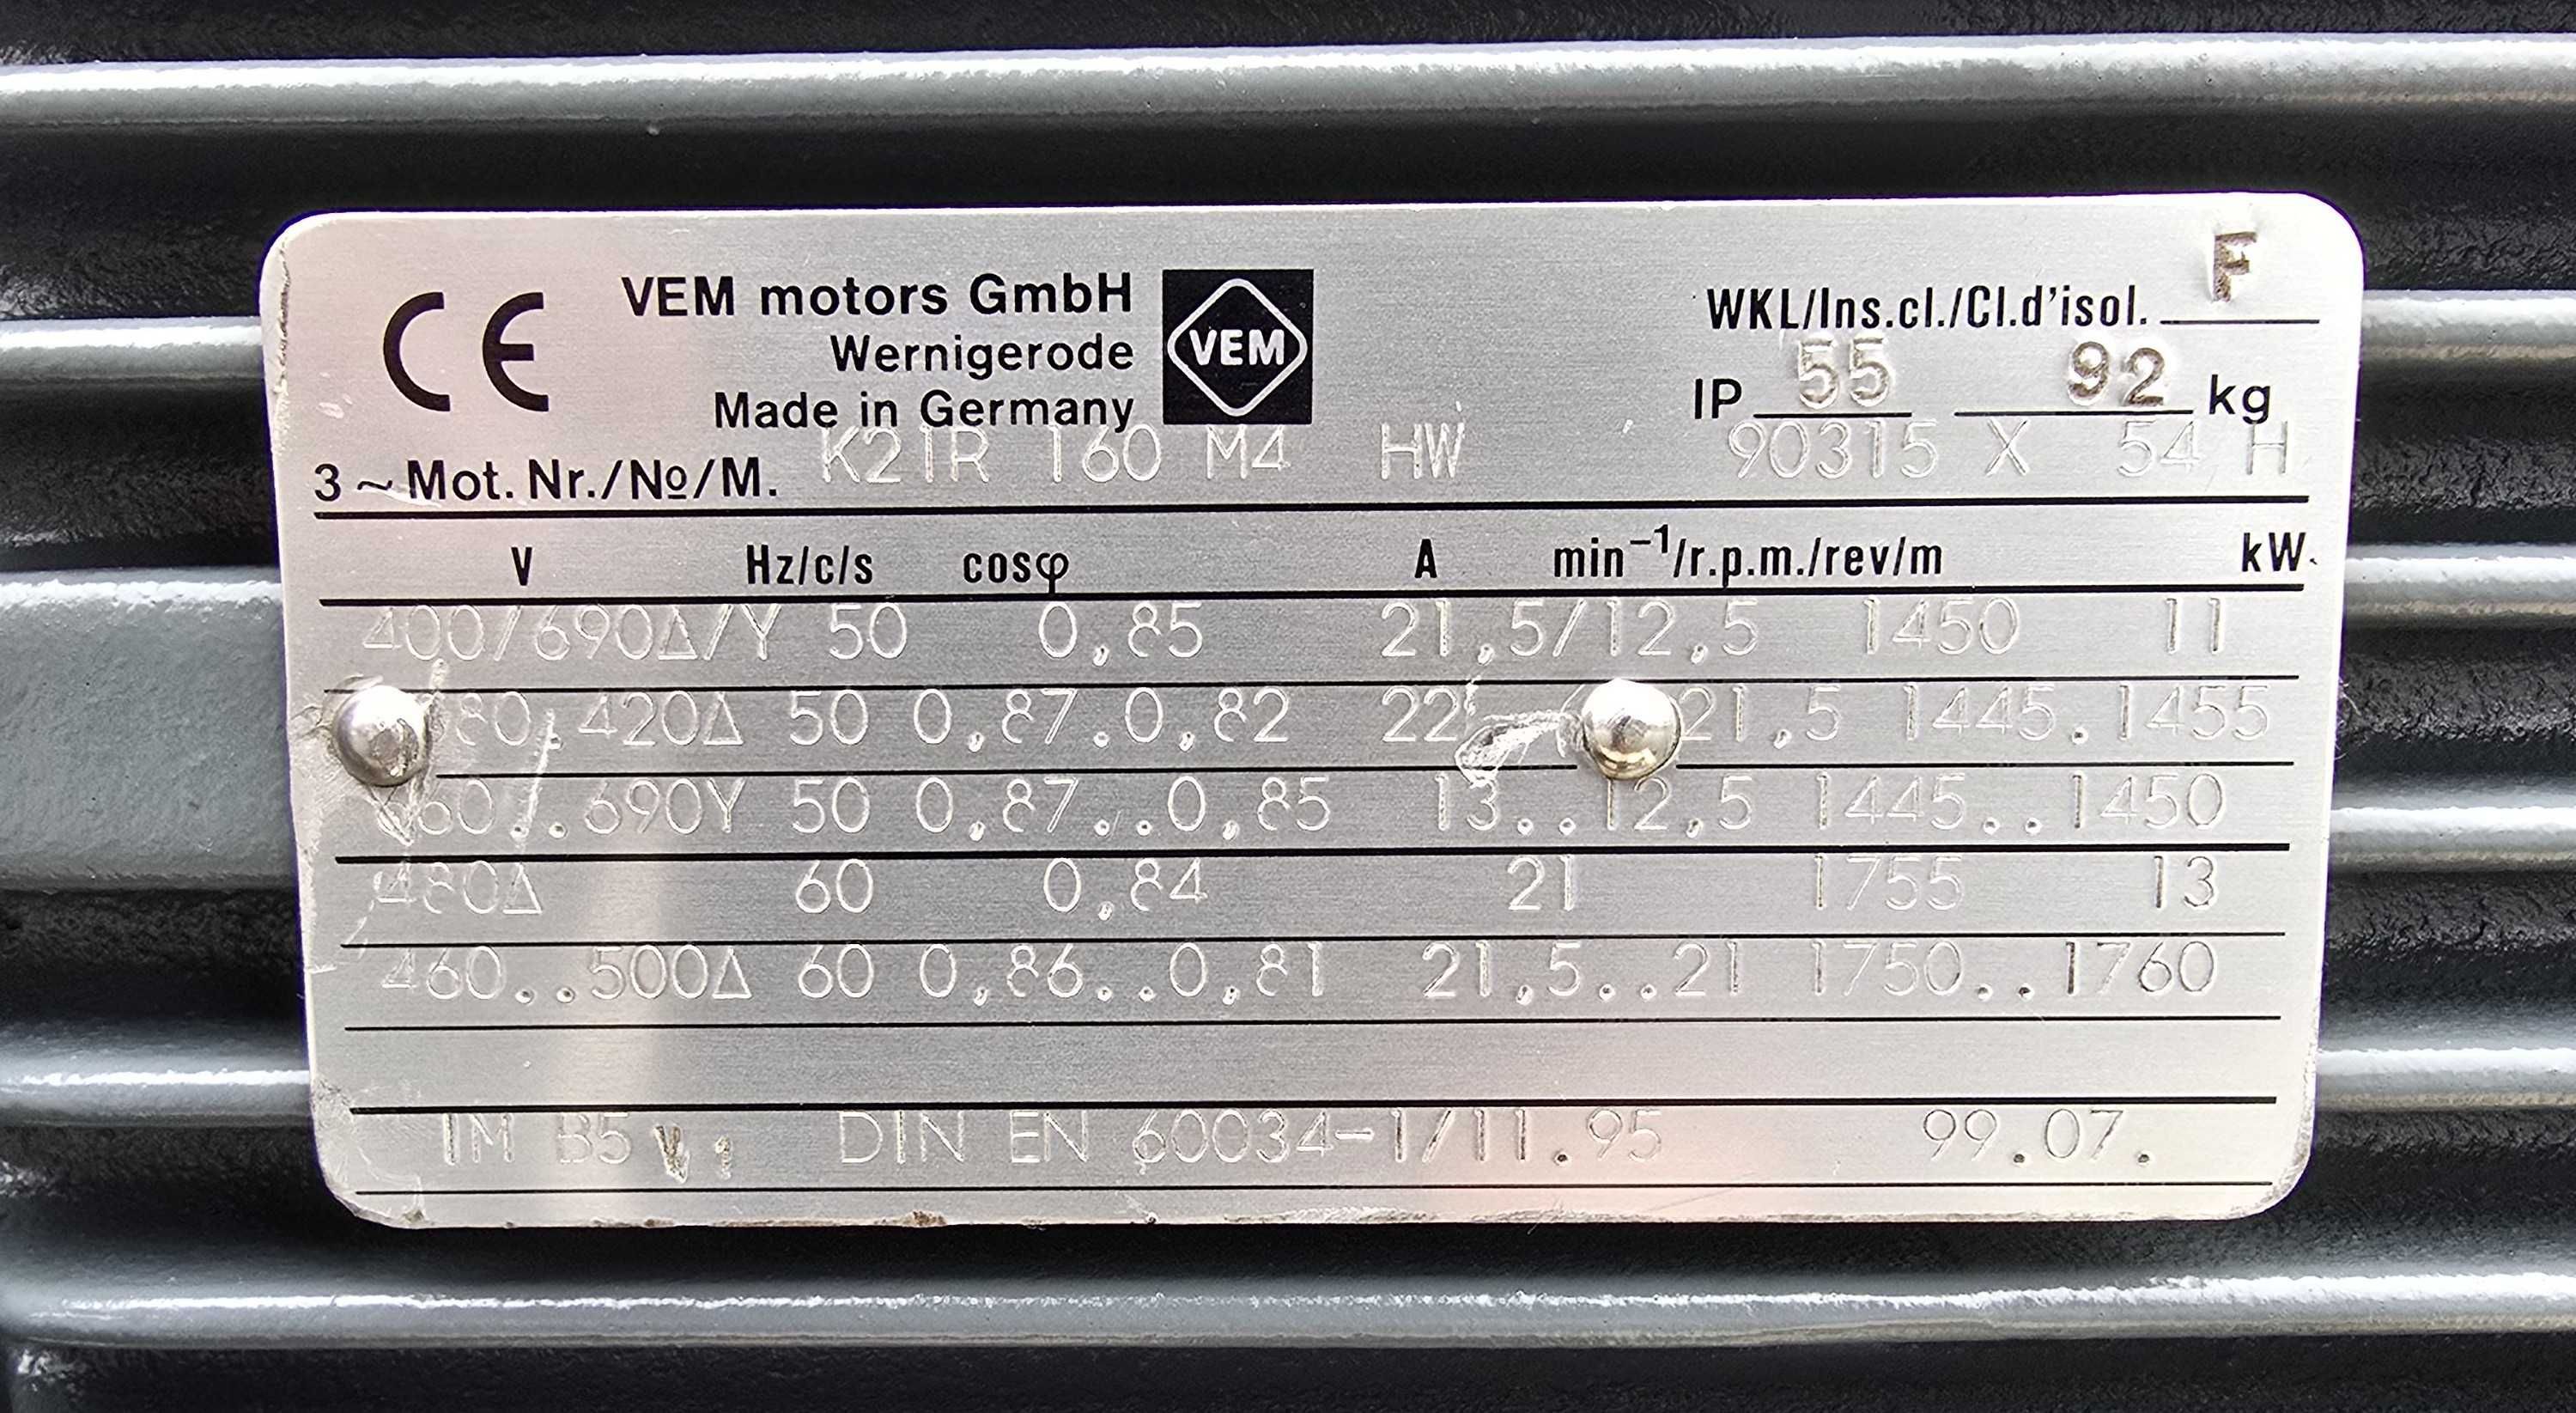 CE
VEM motors GmbH
Wernigerode
Made in Germany
VEM
WKL/Ins.cl./Cl.d'isol. F
IP 55 92 kg
3 ~ Mot. Nr./No/M. K21R 160 M4 HW 90315 X 54 H
V Hz/c/s cosφ A min⁻¹/r.p.m./rev/m kW
400/690Δ/Y 50 0,85 21,5/12,5 1450 11
420Δ 50 0,87.0,82 21,5 1445.1455
690Y 50 0,87..0,85 13..12,5 1445..1450
480Δ 60 0,84 21 1755 13
460..500Δ 60 0,86..0,81 21,5..21 1750..1760
IM B5 V1 DIN EN 60034-1/11.95 99.07.